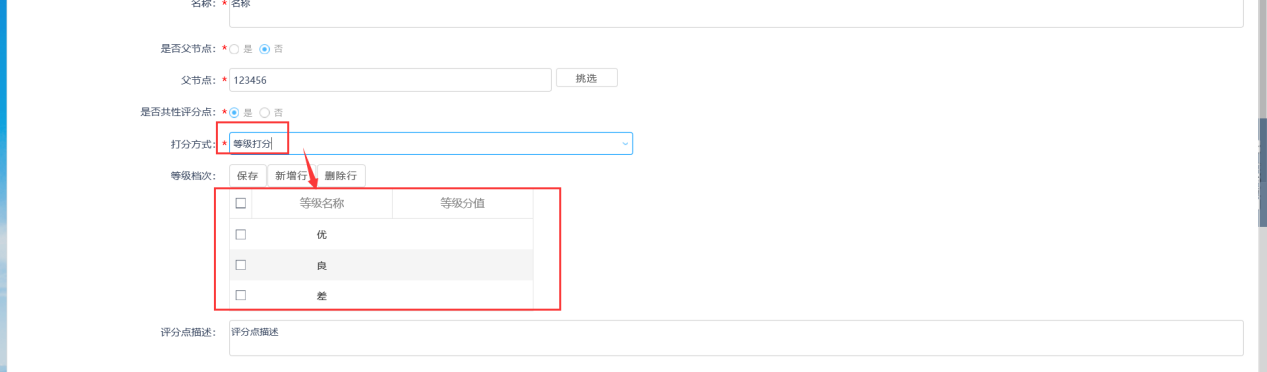 名称：* 名称
是否父节点：* 是 否
父节点：* 123456 挑选
是否共性评分点：* 是 否
打分方式：* 等级打分
等级档次： 保存 新增行 删除行
等级名称 等级分值
优
良
差
评分点描述： 评分点描述